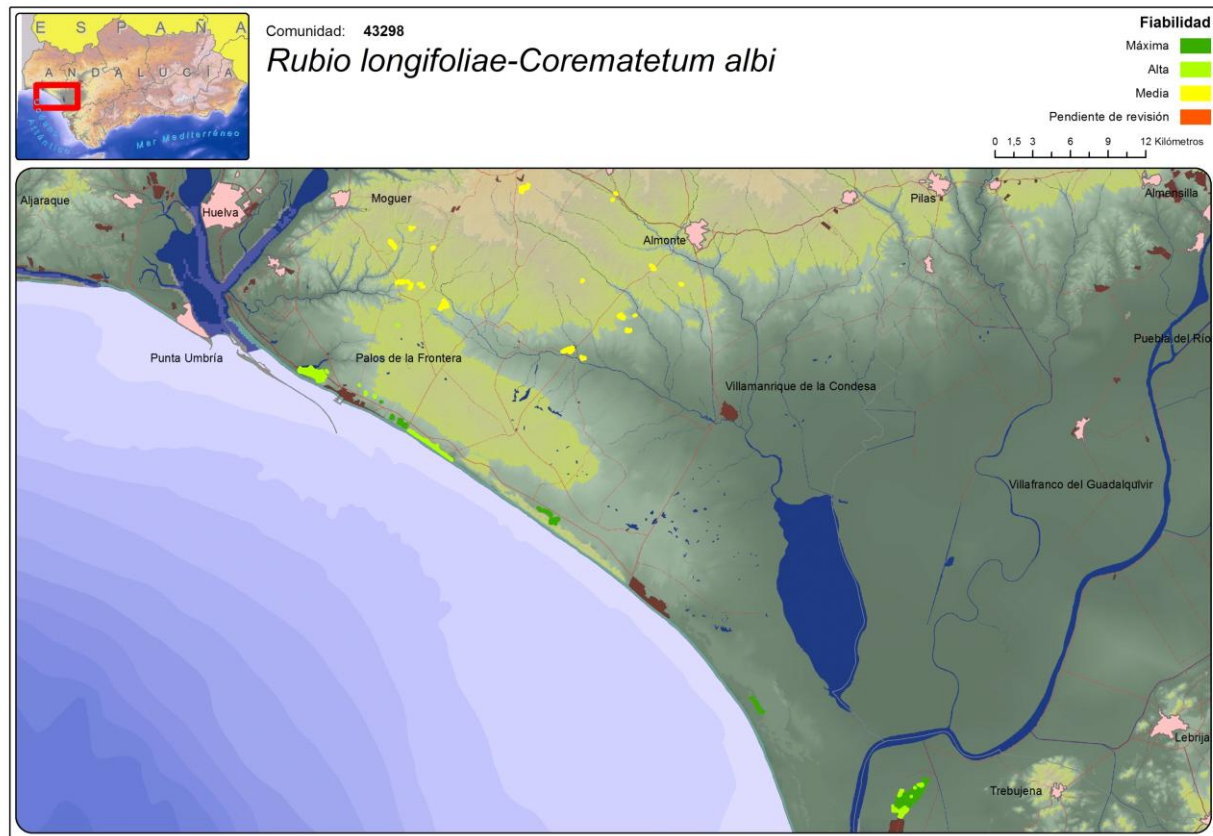 E S P A Ñ A
A N D A L U C Í A
Océano
Atlántico
Mar Mediterráneo
Comunidad: 43298
Rubio longifoliae-Corematetum albi
Fiabilidad
Máxima
Alta
Media
Pendiente de revisión
0 1,5 3 6 9 12 Kilómetros
Aljaraque
Huelva
Moguer
Almonte
Pilas
Almensilla
Punta Umbría
Palos de la Frontera
Villamanrique de la Condesa
Puebla del Río
Villafranco del Guadalquivir
Lebrija
Trebujena